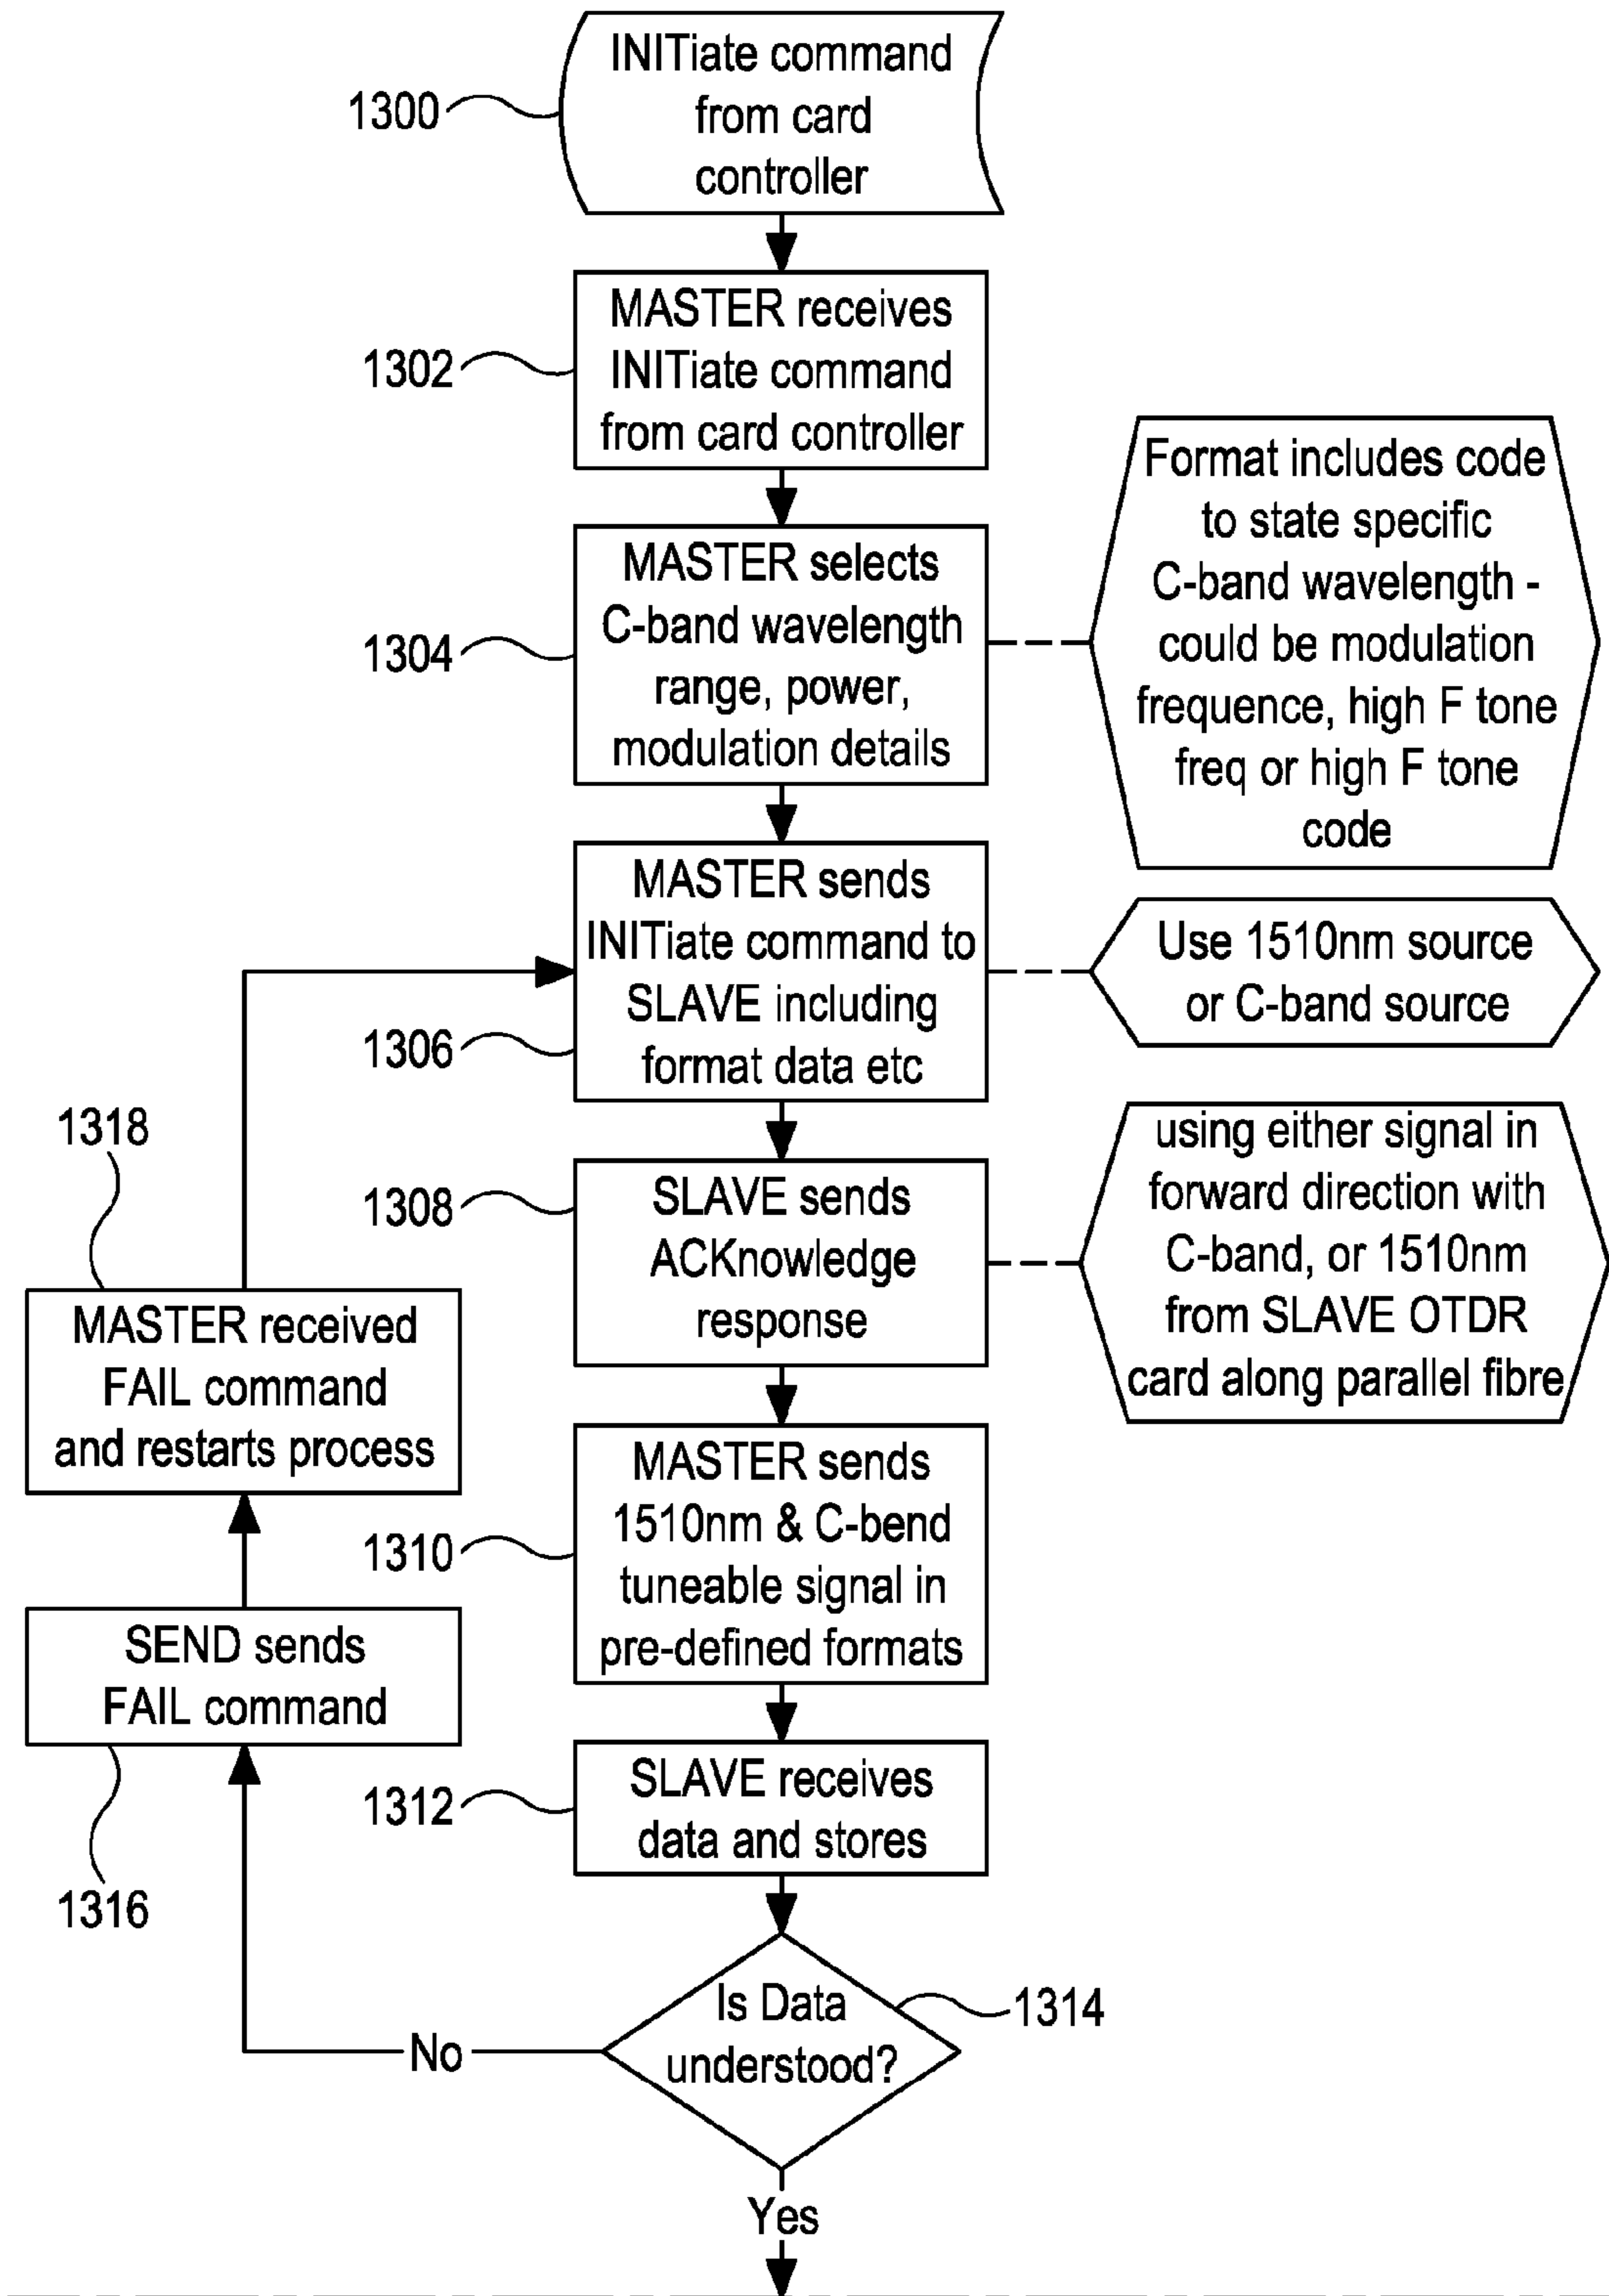 INITiate command
from card
controller
1300
MASTER receives
INITiate command
from card controller
1302
MASTER selects
C-band wavelength
range, power,
modulation details
1304
Format includes code
to state specific
C-band wavelength -
could be modulation
frequence, high F tone
freq or high F tone
code
MASTER sends
INITiate command to
SLAVE including
format data etc
1306
Use 1510nm source
or C-band source
SLAVE sends
ACKnowledge
response
1308
using either signal in
forward direction with
C-band, or 1510nm
from SLAVE OTDR
card along parallel fibre
1318
MASTER received
FAIL command
and restarts process
MASTER sends
1510nm & C-bend
tuneable signal in
pre-defined formats
1310
SEND sends
FAIL command
1316
SLAVE receives
data and stores
1312
Is Data
understood?
1314
No
Yes